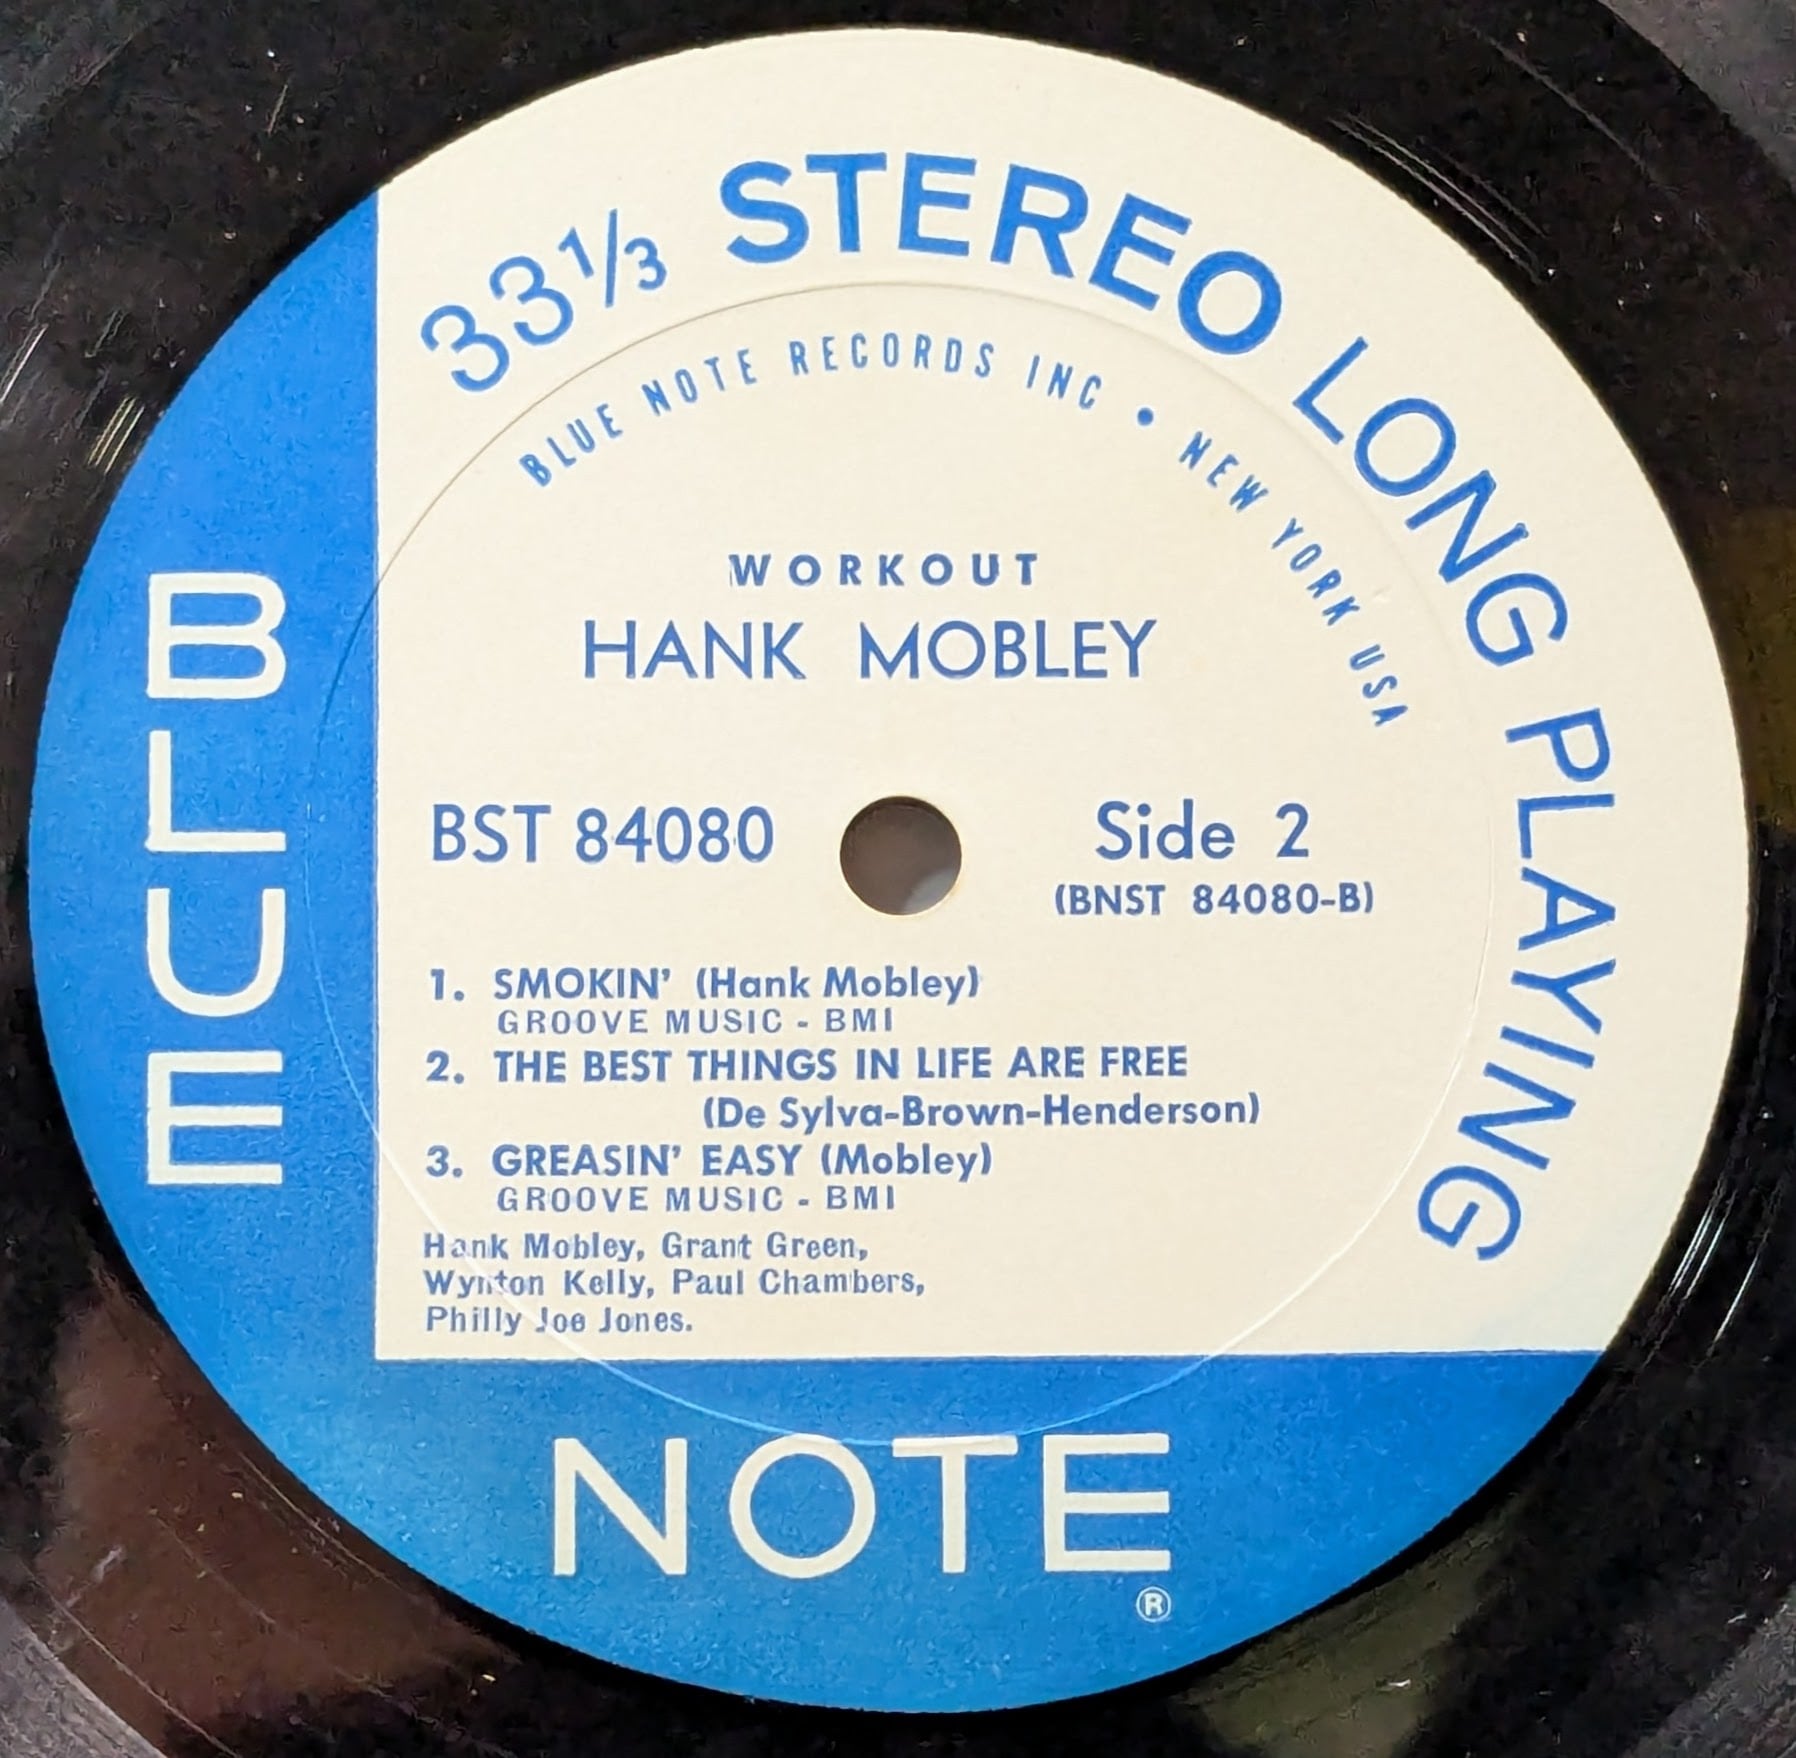 33 1/3 STEREO LONG PLAYING
BLUE NOTE RECORDS INC • NEW YORK USA
WORKOUT
HANK MOBLEY
BST 84080
Side 2
(BNST 84080-B)
1. SMOKIN' (Hank Mobley)
GROOVE MUSIC - BMI
2. THE BEST THINGS IN LIFE ARE FREE
(De Sylva-Brown-Henderson)
3. GREASIN' EASY (Mobley)
GROOVE MUSIC - BMI
Hank Mobley, Grant Green,
Wynton Kelly, Paul Chambers,
Philly Joe Jones.
BLUE
NOTE
®